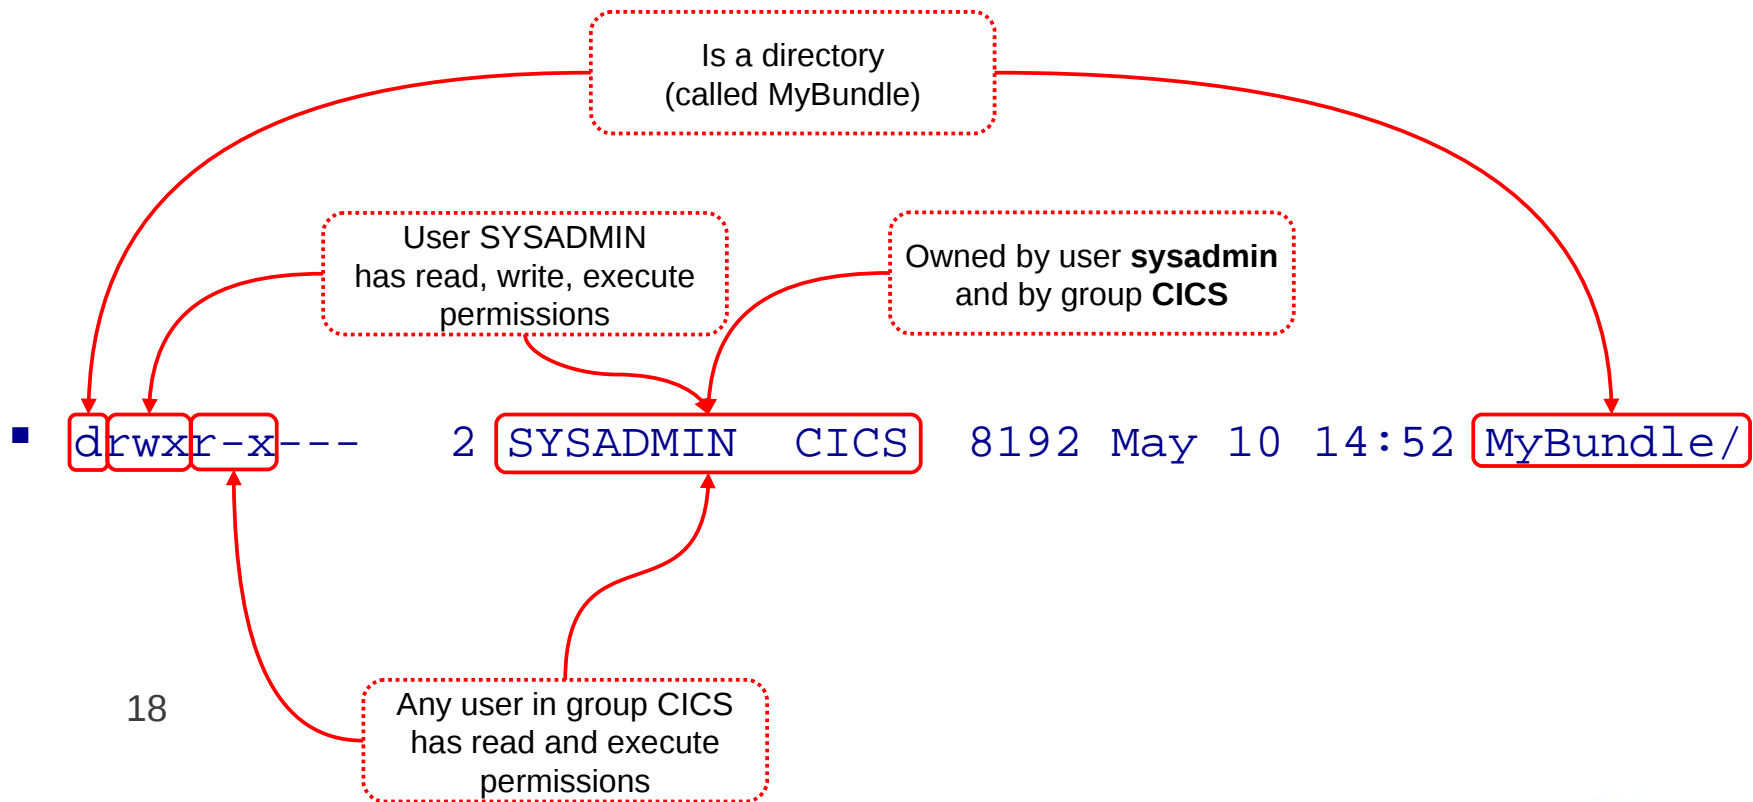 Is a directory
(called MyBundle)
User SYSADMIN
has read, write, execute
permissions
Owned by user sysadmin
and by group CICS
▪ drwxr-x--- 2 SYSADMIN CICS 8192 May 10 14:52 MyBundle/
Any user in group CICS
has read and execute
permissions
18